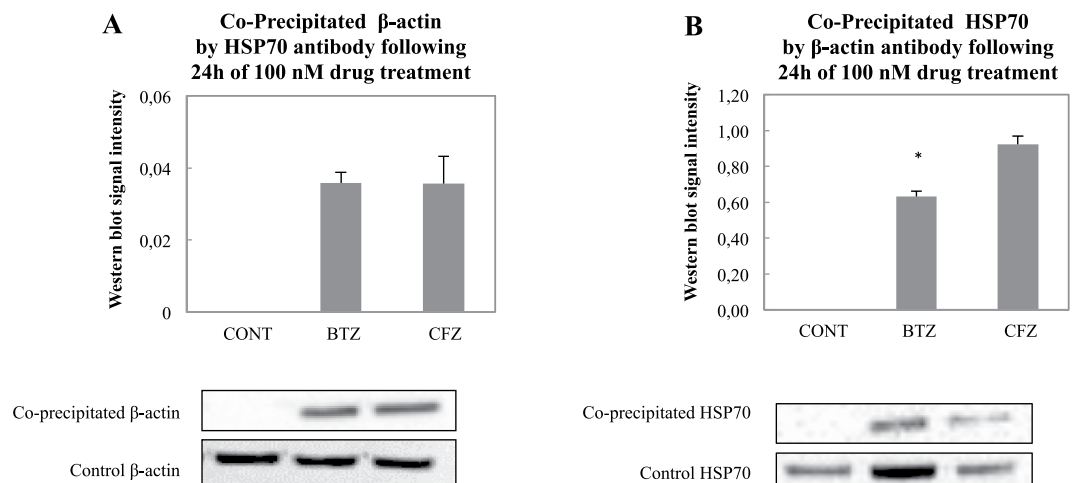 A
Co-Precipitated β-actin
by HSP70 antibody following
24h of 100 nM drug treatment
Western blot signal intensity
0,06
0,04
0,02
0
CONT BTZ CFZ
Co-precipitated β-actin
Control β-actin
B
Co-Precipitated HSP70
by β-actin antibody following
24h of 100 nM drug treatment
Western blot signal intensity
1,20
1,00
0,80
0,60
0,40
0,20
0,00
*
CONT BTZ CFZ
Co-precipitated HSP70
Control HSP70